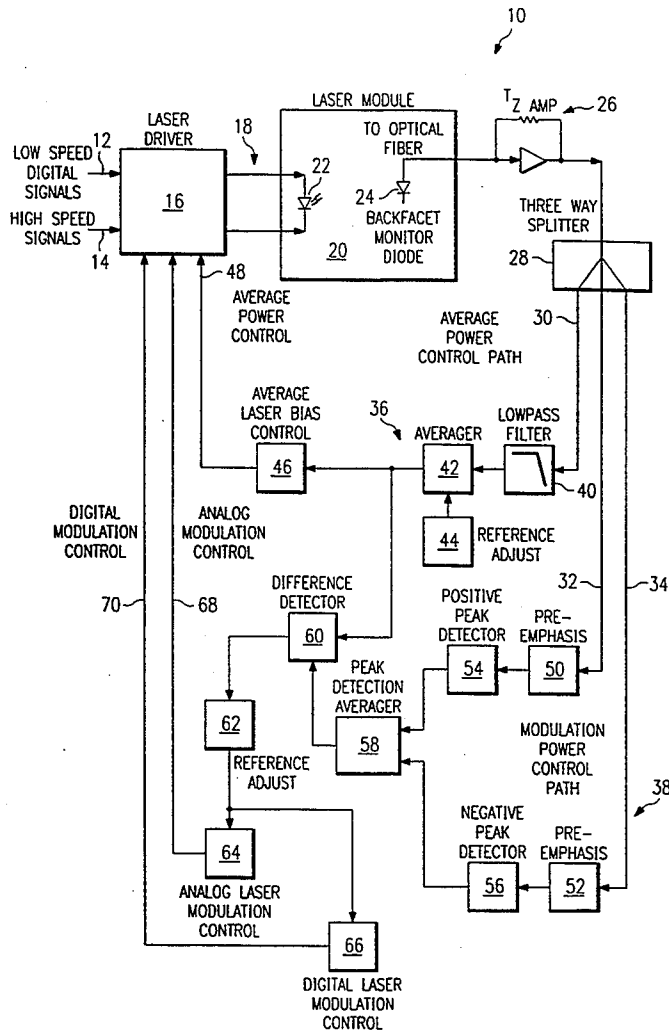 10
LASER MODULE
TZ AMP
26
LASER
DRIVER
12
18
TO OPTICAL
FIBER
LOW SPEED
DIGITAL
SIGNALS
22
24
16
BACKFACET
MONITOR
DIODE
THREE WAY
SPLITTER
HIGH SPEED
SIGNALS
20
28
14
48
30
AVERAGE
POWER
CONTROL
AVERAGE POWER
CONTROL PATH
AVERAGE
LASER BIAS
CONTROL
36
AVERAGER
LOWPASS
FILTER
46
42
40
DIGITAL
MODULATION
CONTROL
ANALOG
MODULATION
CONTROL
44
REFERENCE
ADJUST
32
34
70
68
DIFFERENCE
DETECTOR
POSITIVE
PEAK
DETECTOR
PRE-
EMPHASIS
60
54
50
PEAK
DETECTION
AVERAGER
62
58
MODULATION
POWER
CONTROL
PATH
REFERENCE
ADJUST
38
NEGATIVE
PEAK
DETECTOR
PRE-
EMPHASIS
64
56
52
ANALOG LASER
MODULATION
CONTROL
66
DIGITAL LASER
MODULATION
CONTROL